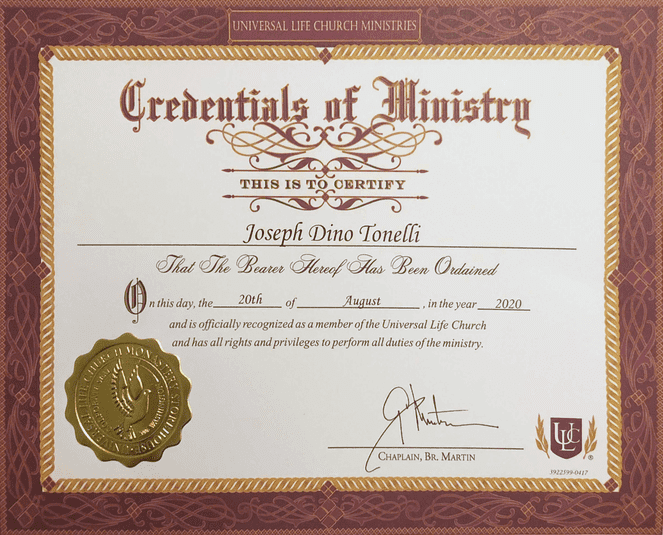 UNIVERSAL LIFE CHURCH MINISTRIES
Credentials of Ministry
THIS IS TO CERTIFY
Joseph Dino Tonelli
That The Bearer Hereof Has Been Ordained
On this day, the 20th of August, in the year 2020
and is officially recognized as a member of the Universal Life Church
and has all rights and privileges to perform all duties of the ministry.
CHAPLAIN, BR. MARTIN
ULC
®
3922599-0417